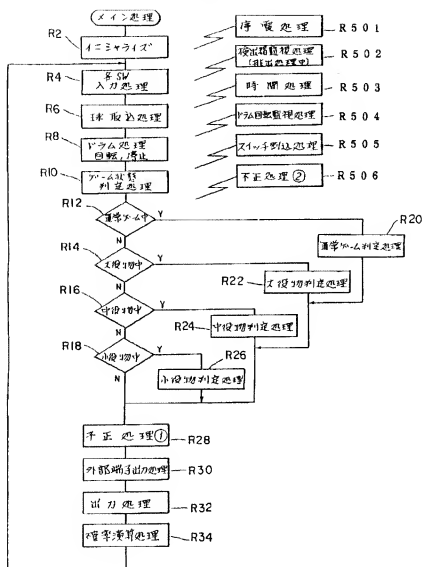 メイン処理
R2
イニシャライズ
R4
各SW
入力処理
R6
球取込処理
R8
ドラム処理
回転,停止
R10
ゲーム状態
判定処理
R12
通常ゲーム中
Y
N
R14
大役物中
Y
N
R16
中役物中
Y
N
R18
小役物中
Y
N
停電処理
R501
(排出処理中)
R502
時間処理
R503
ドラム回転監視処理
R504
スイッチ割込処理
R505
不正処理②
R506
R20
通常ゲーム判定処理
R22
大役物判定処理
R24
中役物判定処理
R26
小役物判定処理
不正処理①
R28
外部端子出力処理
R30
出力処理
R32
確率演算処理
R34